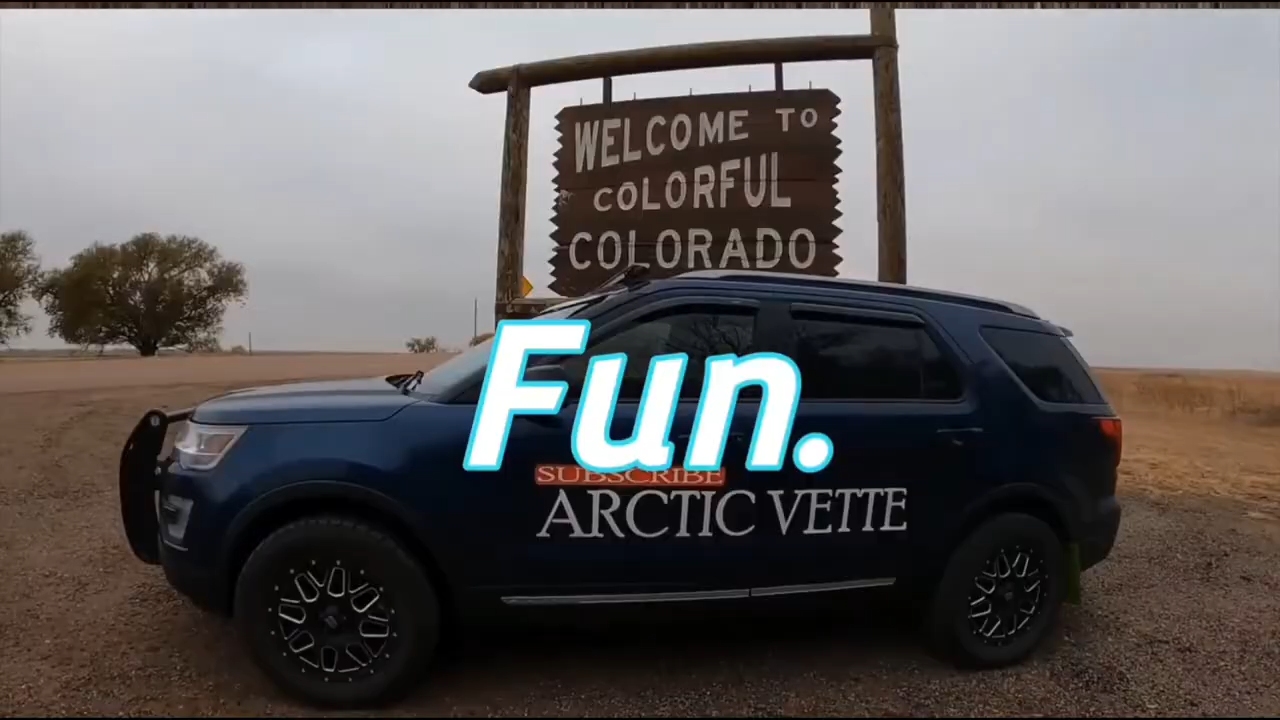 WELCOME TO
COLORFUL
COLORADO
Fun.
SUBSCRIBE
ARCTIC VETTE